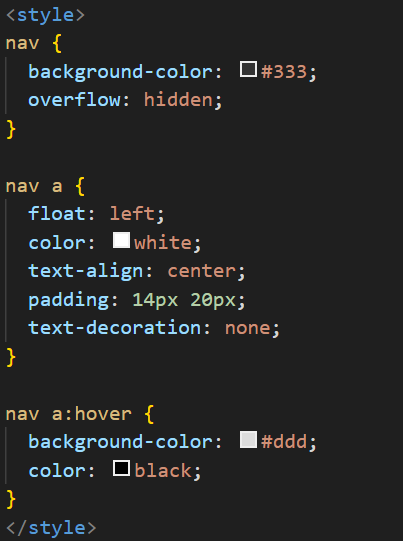 <style>
nav {
background-color: #333;
overflow: hidden;
}
nav a {
float: left;
color: white;
text-align: center;
padding: 14px 20px;
text-decoration: none;
}
nav a:hover {
background-color: #ddd;
color: black;
}
</style>